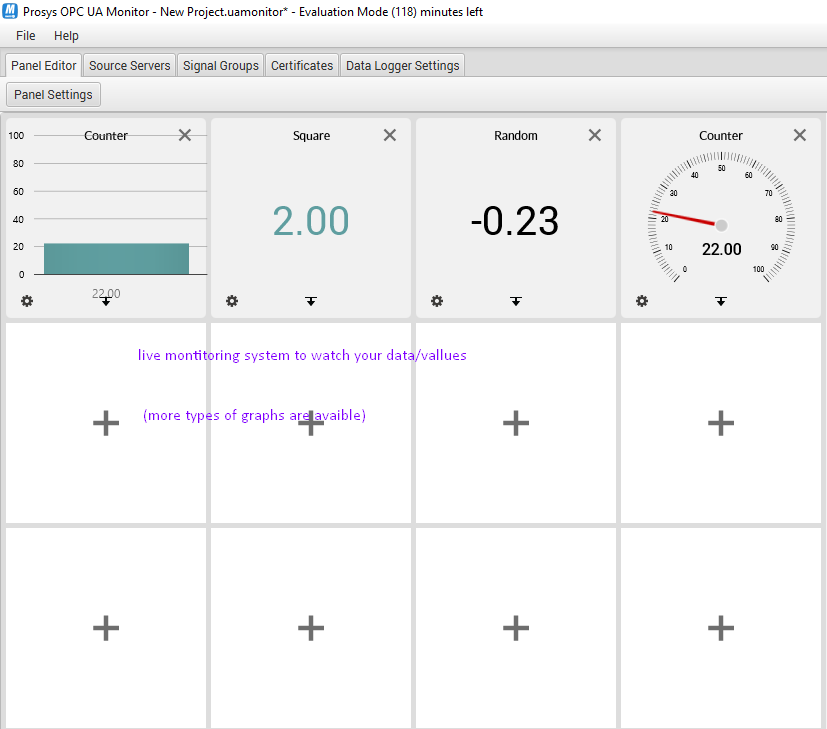 Prosys OPC UA Monitor - New Project.uamonitor* - Evaluation Mode (118) minutes left
File Help
Panel Editor Source Servers Signal Groups Certificates Data Logger Settings
Panel Settings
Counter
100
80
60
40
20
0
22.00
Square
2.00
Random
-0.23
Counter
0
10
20
30
40
50
60
70
80
90
100
22.00
live montitoring system to watch your data/vallues
(more types of graphs are avaible)